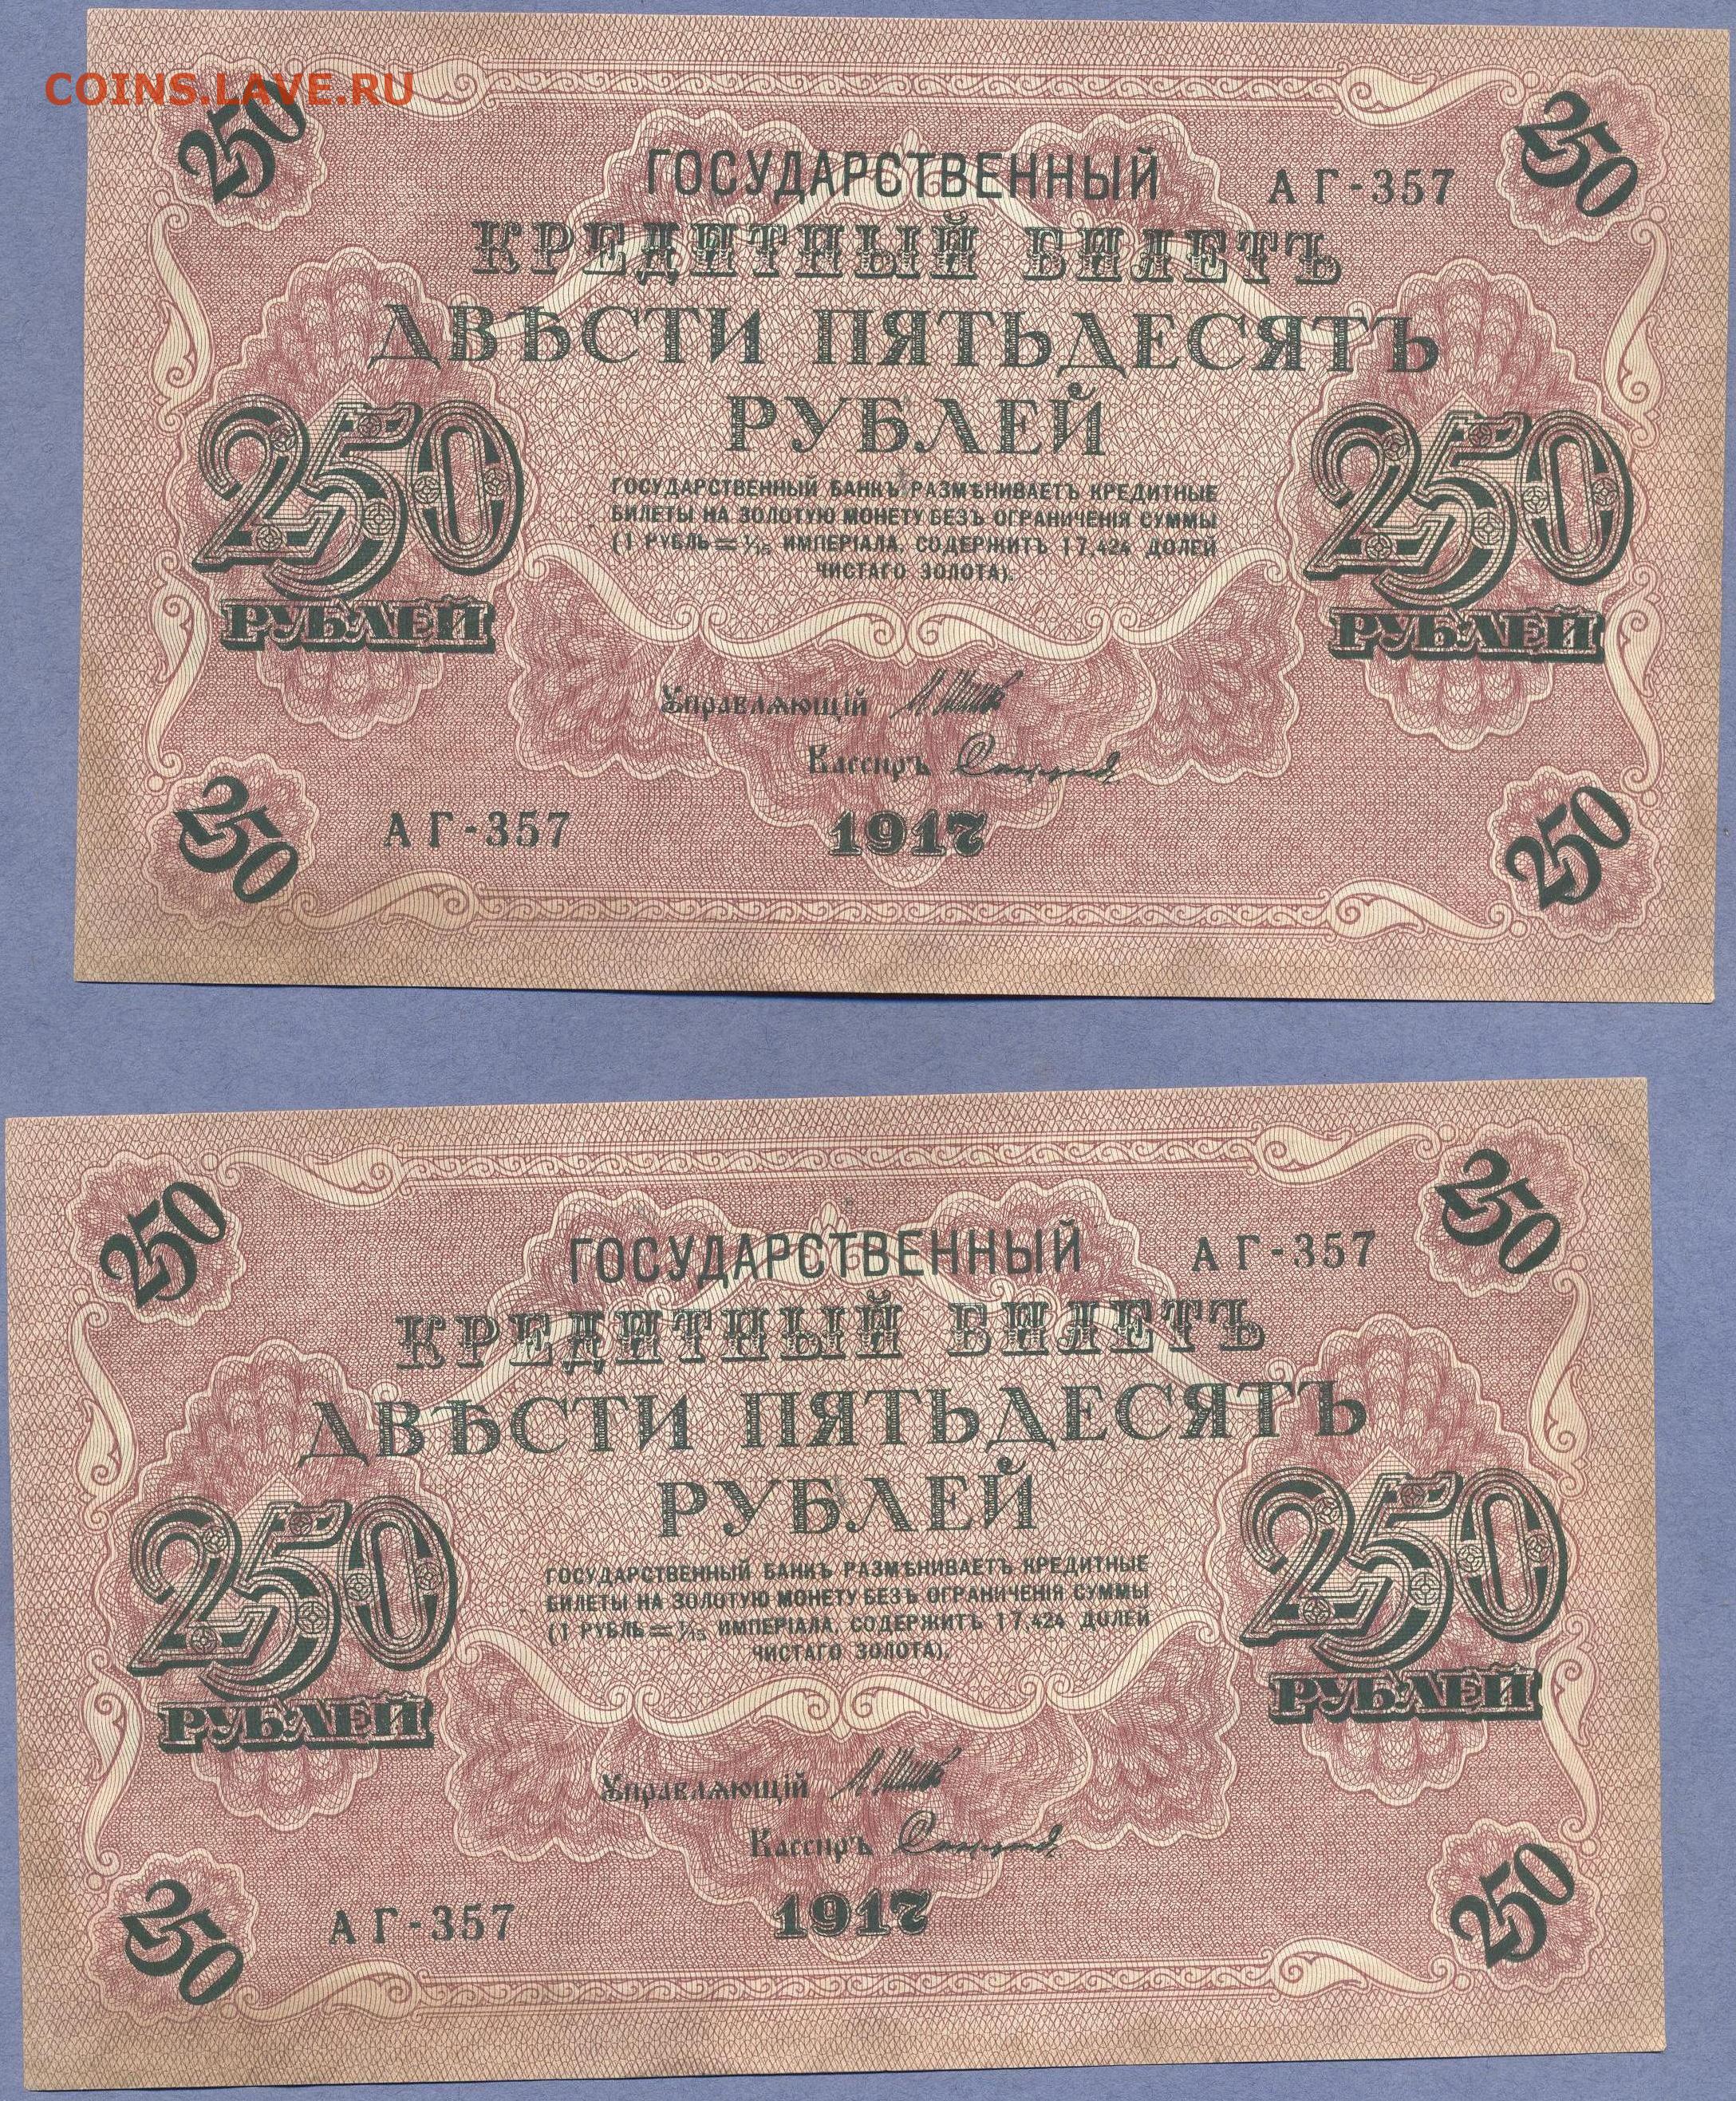 COINS.LAVE.RU
250
250
ГОСУДАРСТВЕННЫЙ
АГ-357
КРЕДИТНЫЙ БИЛЕТЪ
ДВѢСТИ ПЯТЬДЕСЯТЪ
РУБЛЕЙ
250
РУБЛЕЙ
250
РУБЛЕЙ
ГОСУДАРСТВЕННЫЙ БАНКЪ РАЗМѢНИВАЕТЪ КРЕДИТНЫЕ
БИЛЕТЫ НА ЗОЛОТУЮ МОНЕТУ БЕЗЪ ОГРАНИЧЕНІЯ СУММЫ
(1 РУБЛЬ = 1/15 ИМПЕРІАЛА, СОДЕРЖИТЪ 17,424 ДОЛЕЙ
ЧИСТАГО ЗОЛОТА).
Управляющій
Кассиръ
АГ-357
1917
250
250
250
250
ГОСУДАРСТВЕННЫЙ
АГ-357
КРЕДИТНЫЙ БИЛЕТЪ
ДВѢСТИ ПЯТЬДЕСЯТЪ
РУБЛЕЙ
250
РУБЛЕЙ
250
РУБЛЕЙ
ГОСУДАРСТВЕННЫЙ БАНКЪ РАЗМѢНИВАЕТЪ КРЕДИТНЫЕ
БИЛЕТЫ НА ЗОЛОТУЮ МОНЕТУ БЕЗЪ ОГРАНИЧЕНІЯ СУММЫ
(1 РУБЛЬ = 1/15 ИМПЕРІАЛА, СОДЕРЖИТЪ 17,424 ДОЛЕЙ
ЧИСТАГО ЗОЛОТА).
Управляющій
Кассиръ
АГ-357
1917
250
250